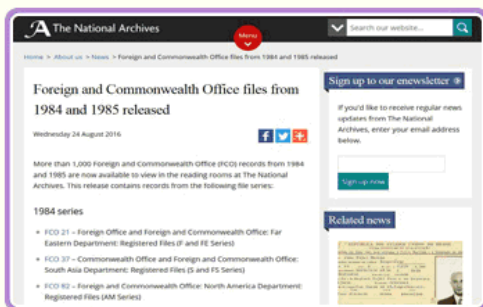 The National Archives
Menu
Search our website...
Home > About us > News > Foreign and Commonwealth Office files from 1984 and 1985 released
Foreign and Commonwealth Office files from
1984 and 1985 released
Wednesday 24 August 2016
More than 1,000 Foreign and Commonwealth Office (FCO) records from 1984
and 1985 are now available to view in the reading rooms at The National
Archives. This release contains records from the following file series:
1984 series
FCO 21 – Foreign Office and Foreign and Commonwealth Office: Far
Eastern Department: Registered Files (F and FE Series)
FCO 37 – Commonwealth Office and Foreign and Commonwealth Office:
South Asia Department: Registered Files (S and FS Series)
FCO 82 – Foreign and Commonwealth Office: North America Department:
Registered Files (AM Series)
Sign up to our enewsletter
If you'd like to receive regular news
updates from The National
Archives, enter your email address
below.
Sign up now
Related news